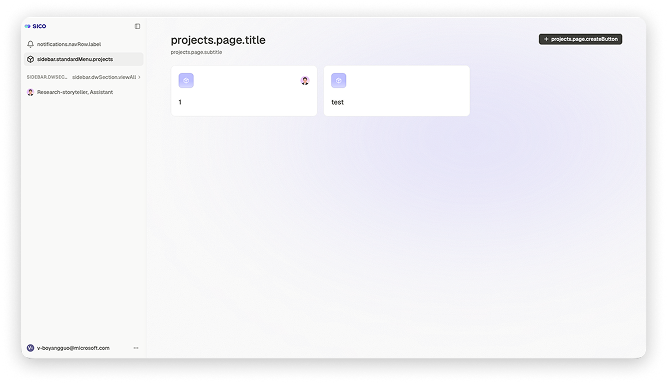 SICO
notifications.navRow.label
sidebar.standardMenu.projects
SIDEBAR.DWSEC... sidebar.dwSection.viewAll
Research-storyteller, Assistant
v-boyangguo@microsoft.com
projects.page.title
projects.page.subtitle
+ projects.page.createButton
1
test